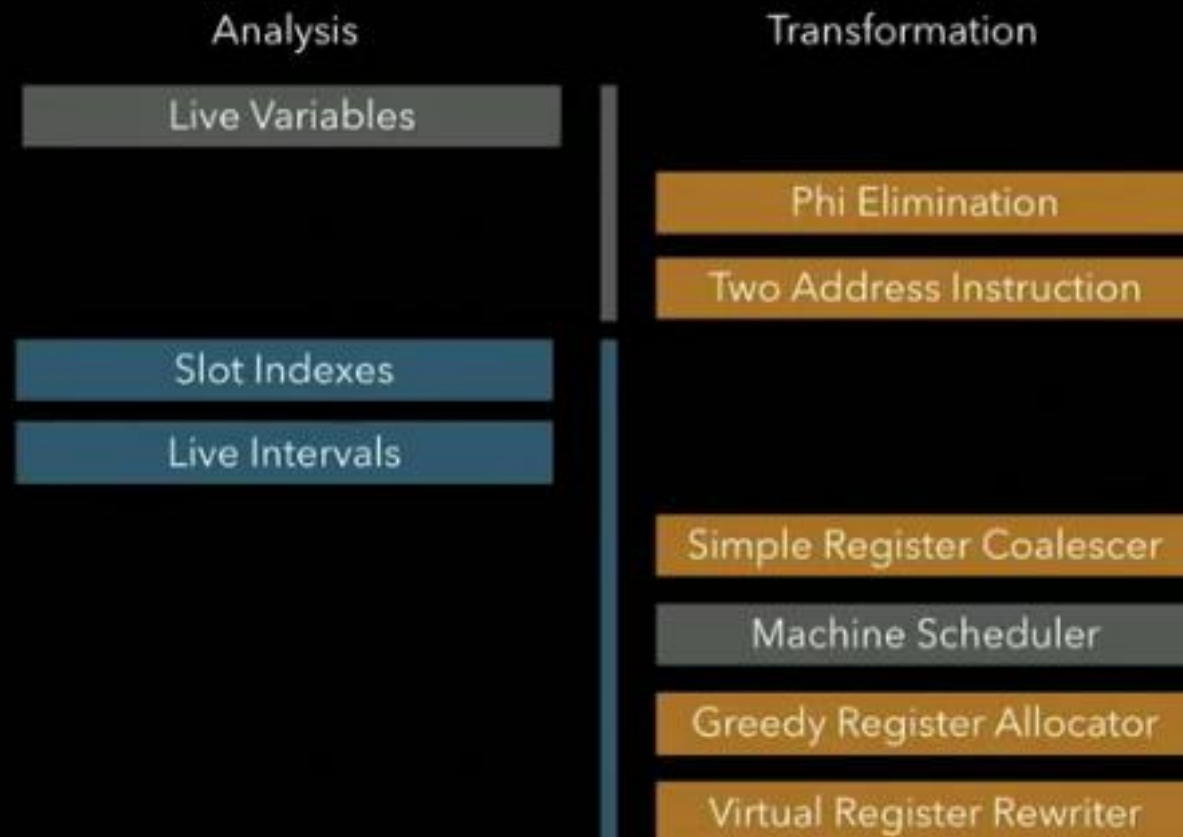 Analysis
Transformation
Live Variables
Phi Elimination
Two Address Instruction
Slot Indexes
Live Intervals
Simple Register Coalescer
Machine Scheduler
Greedy Register Allocator
Virtual Register Rewriter